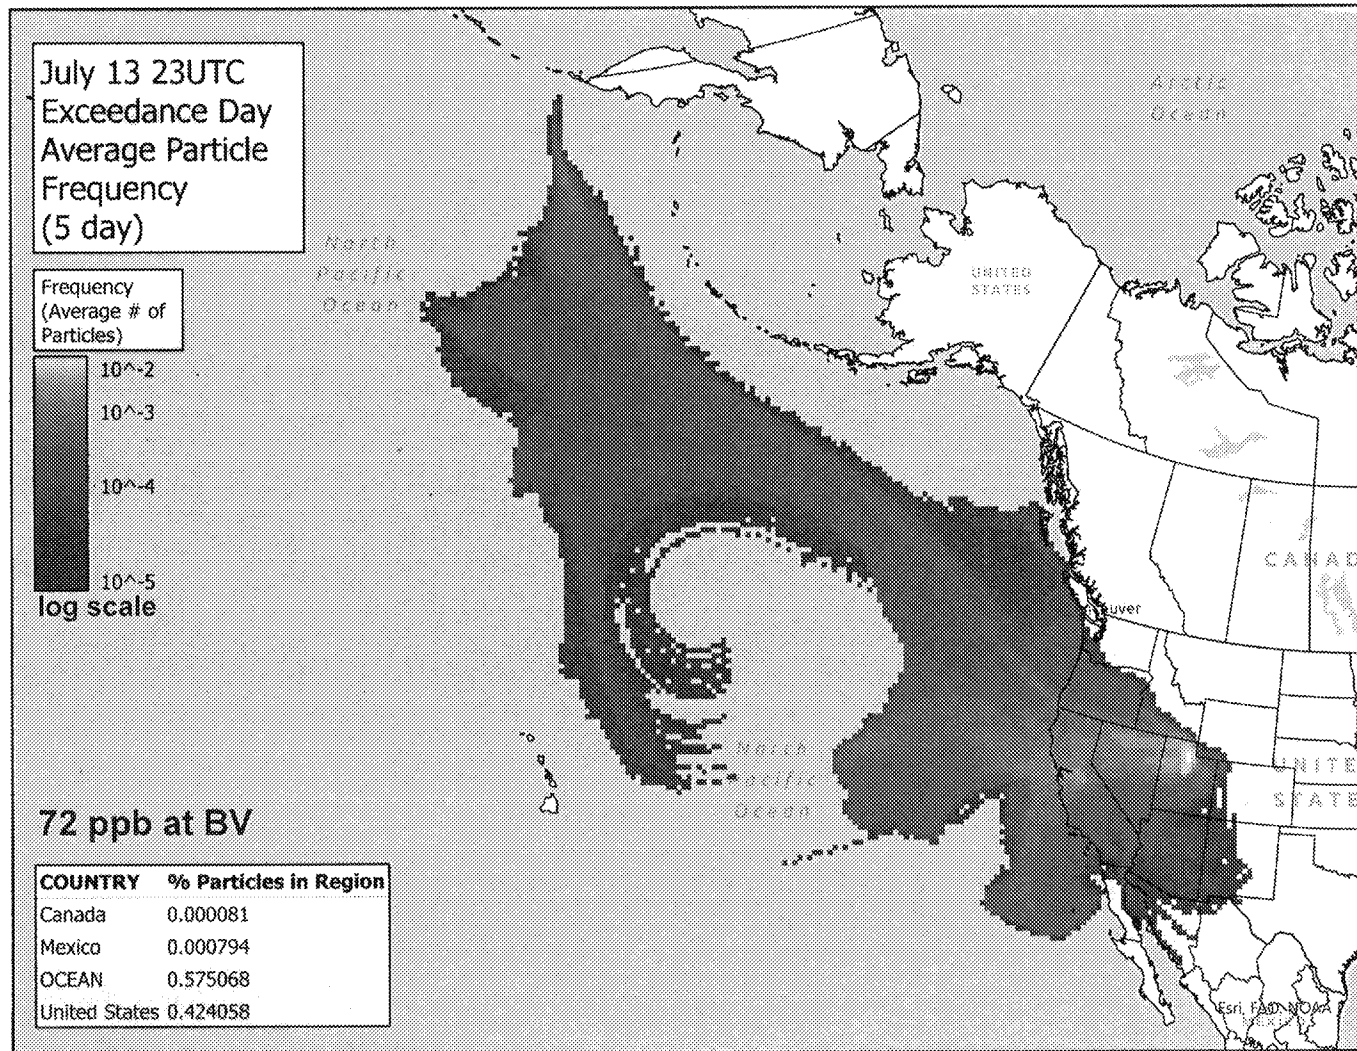 July 13 23UTC
Exceedance Day
Average Particle
Frequency
(5 day)
Frequency
(Average # of
Particles)
10^-2
10^-3
10^-4
10^-5
log scale
North
Pacific
Ocean
Arctic
Ocean
UNITED
STATES
CANAD
uver
North
acific
Ocean
UNITE
STATE
72 ppb at BV
COUNTRY % Particles in Region
Canada 0.000081
Mexico 0.000794
OCEAN 0.575068
United States 0.424058
Esri, FAO, NOAA
MEXI